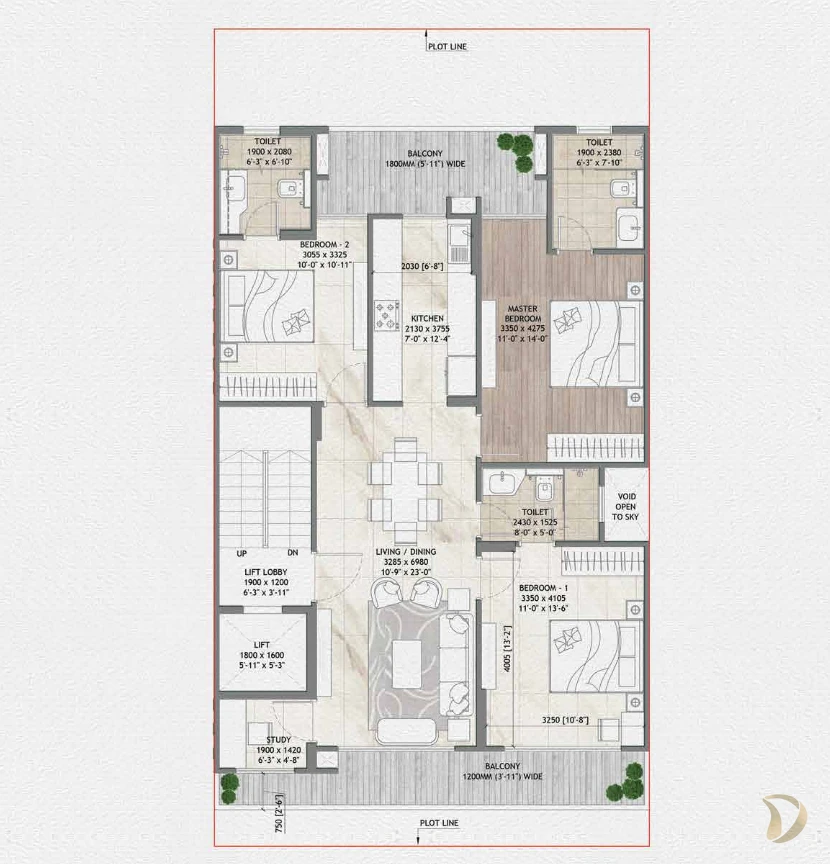 PLOT LINE
TOILET
1900 x 2080
6'-3" x 6'-10"
BALCONY
1800MM (5'-11") WIDE
TOILET
1900 x 2380
6'-3" x 7'-10"
BEDROOM - 2
3055 x 3325
10'-0" x 10'-11"
2030 [6'-8"]
KITCHEN
2130 x 3755
7'-0" x 12'-4"
MASTER
BEDROOM
3350 x 4275
11'-0" x 14'-0"
VOID
OPEN
TO SKY
TOILET
2430 x 1525
8'-0" x 5'-0"
UP
DN
LIFT LOBBY
1900 x 1200
6'-3" x 3'-11"
LIVING / DINING
3285 x 6980
10'-9" x 23'-0"
BEDROOM - 1
3350 x 4105
11'-0" x 13'-6"
LIFT
1800 x 1600
5'-11" x 5'-3"
4005 [13'-2"]
3250 [10'-8"]
STUDY
1900 x 1420
6'-3" x 4'-8"
BALCONY
1200MM (3'-11") WIDE
750 [2'-6"]
PLOT LINE